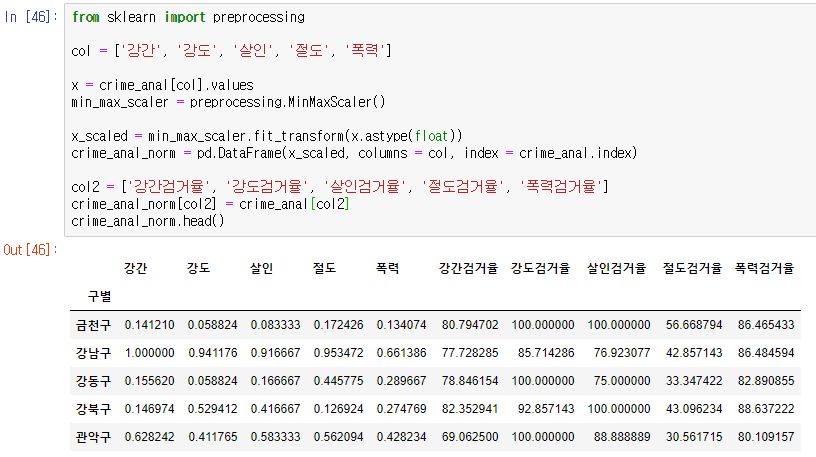 In [46]: from sklearn import preprocessing
col = ['강간', '강도', '살인', '절도', '폭력']
x = crime_anal[col].values
min_max_scaler = preprocessing.MinMaxScaler()
x_scaled = min_max_scaler.fit_transform(x.astype(float))
crime_anal_norm = pd.DataFrame(x_scaled, columns = col, index = crime_anal.index)
col2 = ['강간검거율', '강도검거율', '살인검거율', '절도검거율', '폭력검거율']
crime_anal_norm[col2] = crime_anal[col2]
crime_anal_norm.head()
Out[46]:
강간 강도 살인 절도 폭력 강간검거율 강도검거율 살인검거율 절도검거율 폭력검거율
구별
금천구 0.141210 0.058824 0.083333 0.172426 0.134074 80.794702 100.000000 100.000000 56.668794 86.465433
강남구 1.000000 0.941176 0.916667 0.953472 0.661386 77.728285 85.714286 76.923077 42.857143 86.484594
강동구 0.155620 0.058824 0.166667 0.445775 0.289667 78.846154 100.000000 75.000000 33.347422 82.890855
강북구 0.146974 0.529412 0.416667 0.126924 0.274769 82.352941 92.857143 100.000000 43.096234 88.637222
관악구 0.628242 0.411765 0.583333 0.562094 0.428234 69.062500 100.000000 88.888889 30.561715 80.109157